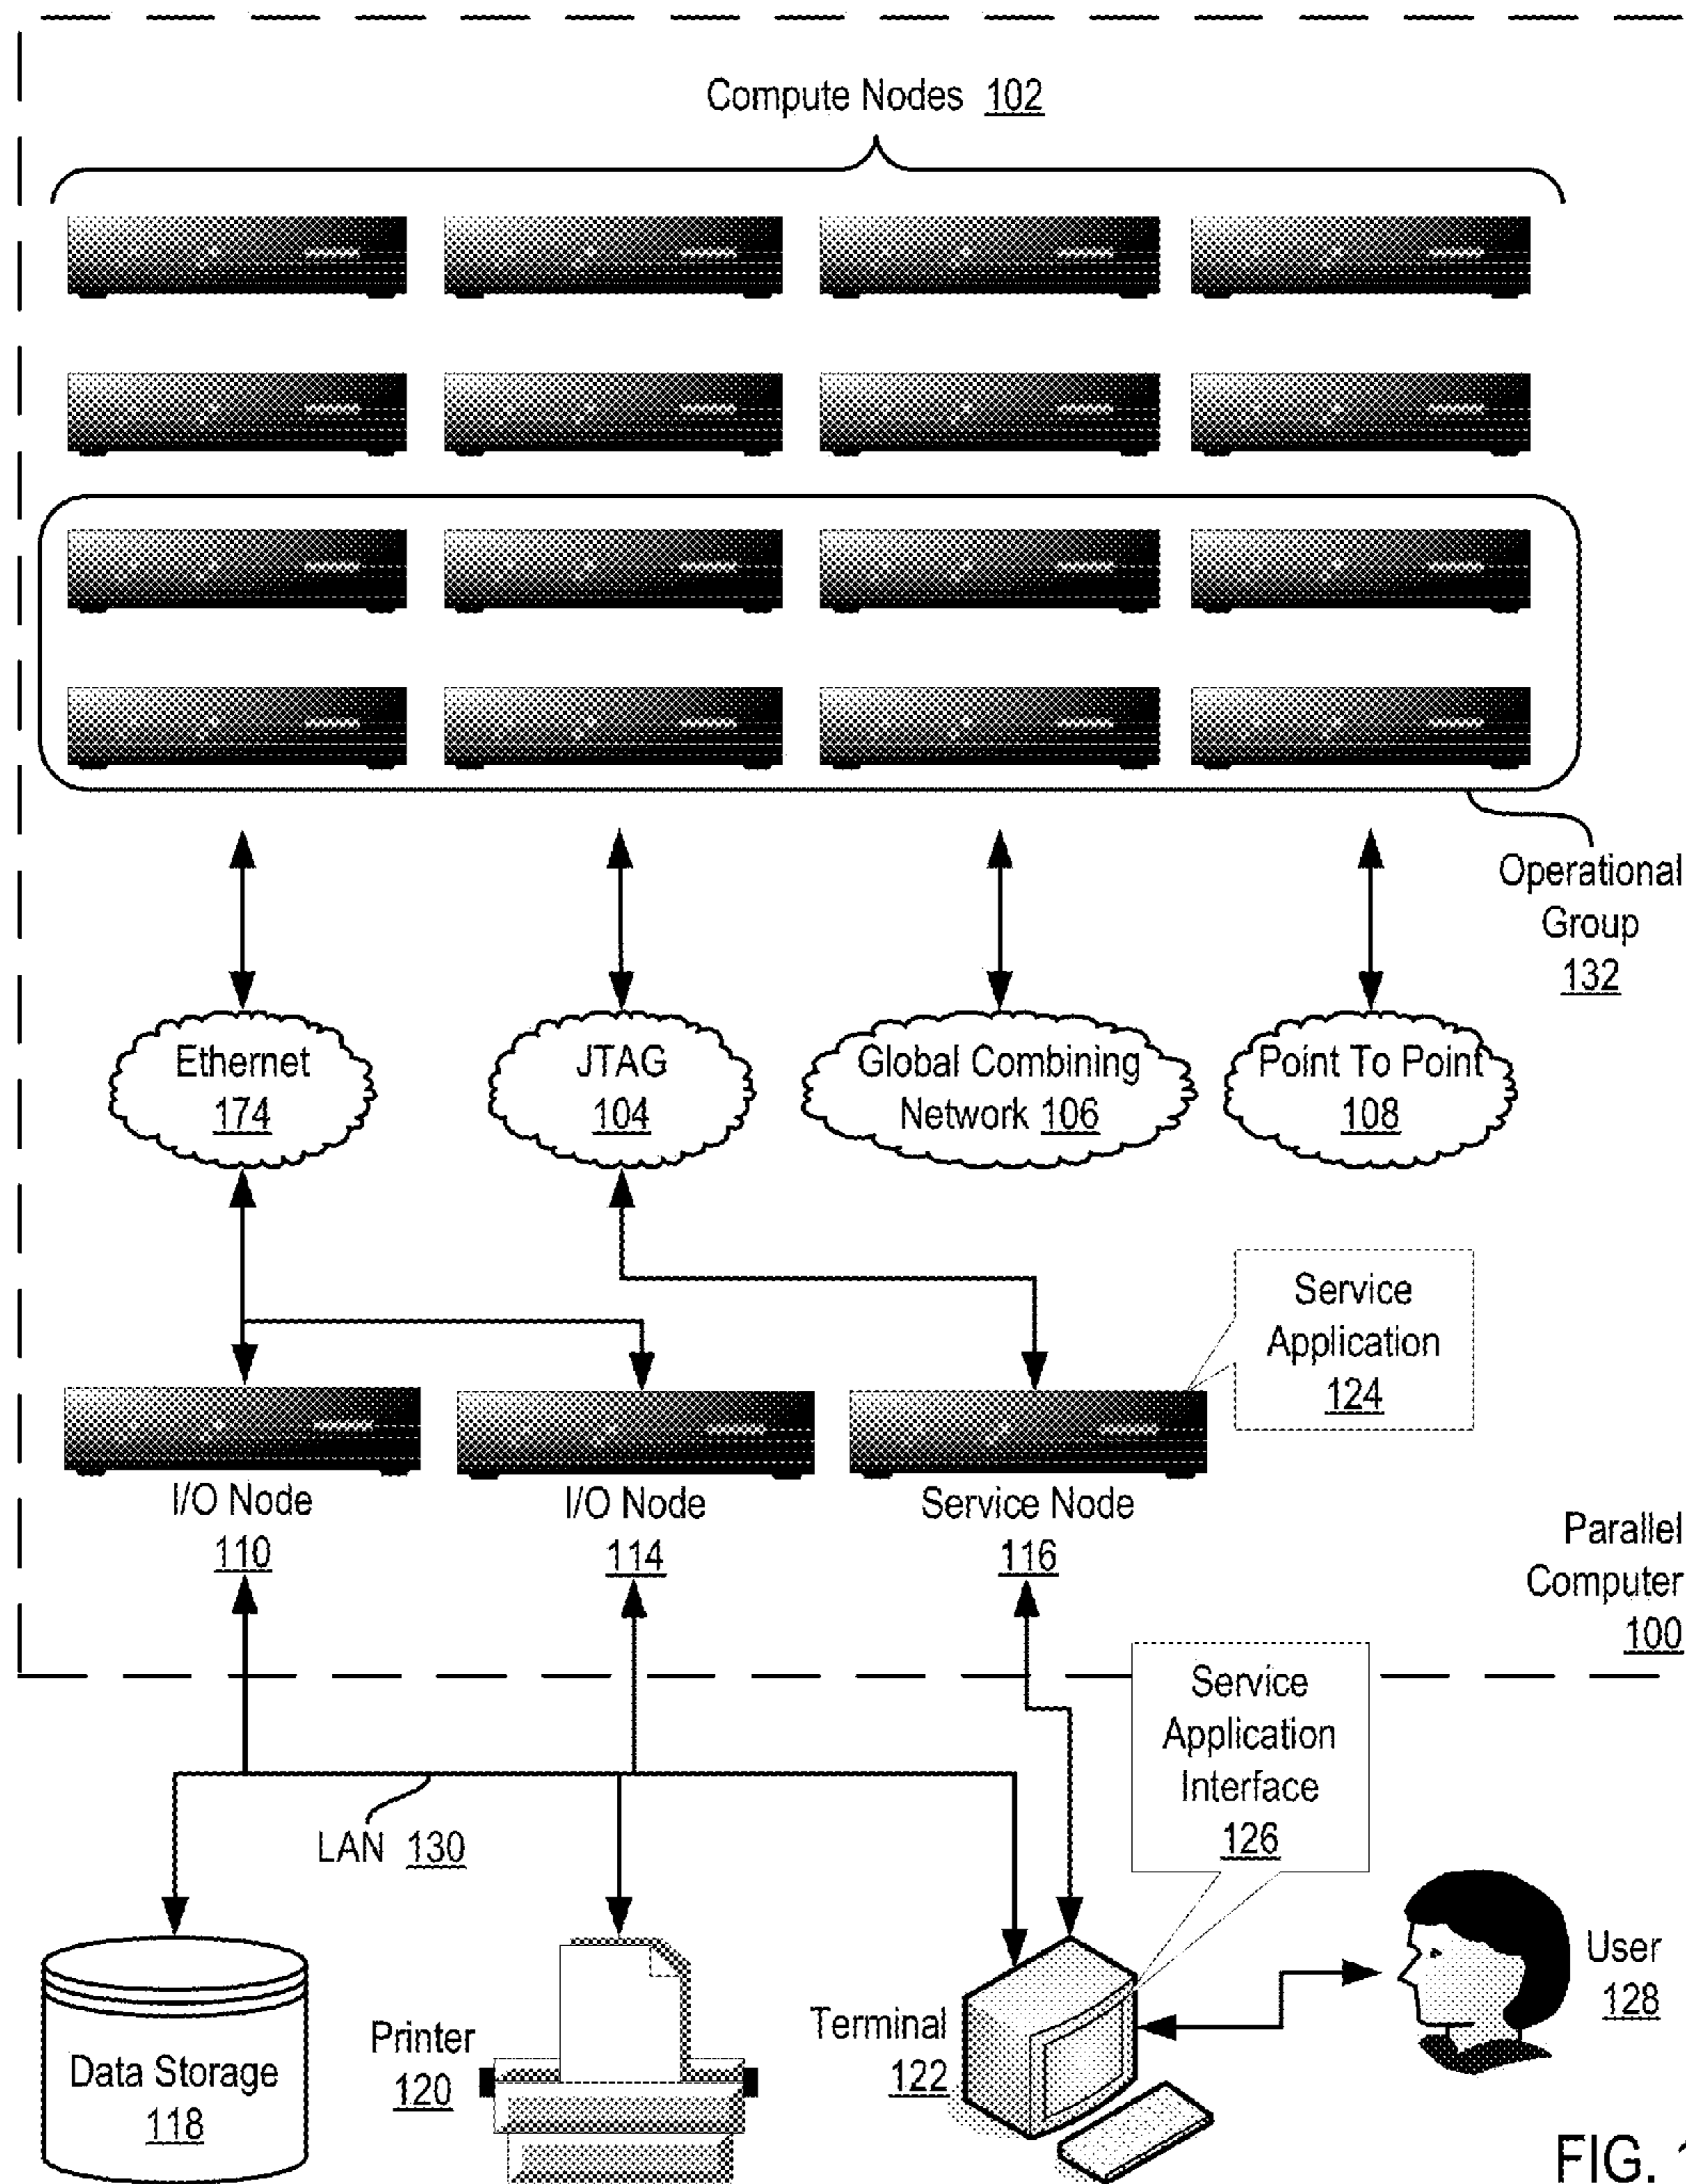 Compute Nodes 102
Operational
Group
132
Ethernet
174
JTAG
104
Global Combining
Network 106
Point To Point
108
Service
Application
124
I/O Node
110
I/O Node
114
Service Node
116
Parallel
Computer
100
Service
Application
Interface
126
LAN 130
Data Storage
118
Printer
120
Terminal
122
User
128
FIG. 1